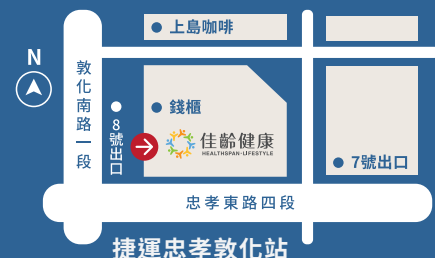 上島咖啡
N
敦化南路一段
錢櫃
8號出口
佳齡健康
HEALTHSPAN·LIFESTYLE
7號出口
忠孝東路四段
捷運忠孝敦化站